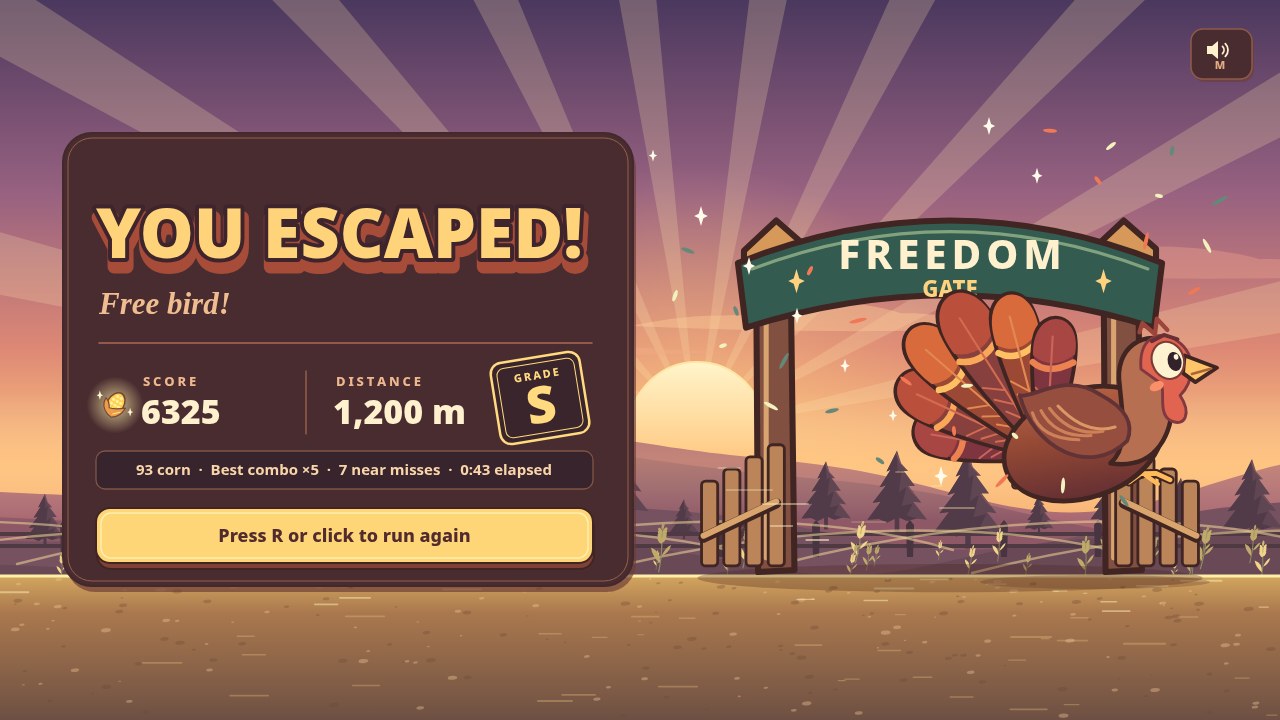 M
YOU ESCAPED!
Free bird!
SCORE
6325
DISTANCE
1,200 m
GRADE
S
93 corn · Best combo ×5 · 7 near misses · 0:43 elapsed
Press R or click to run again
FREEDOM
GATE